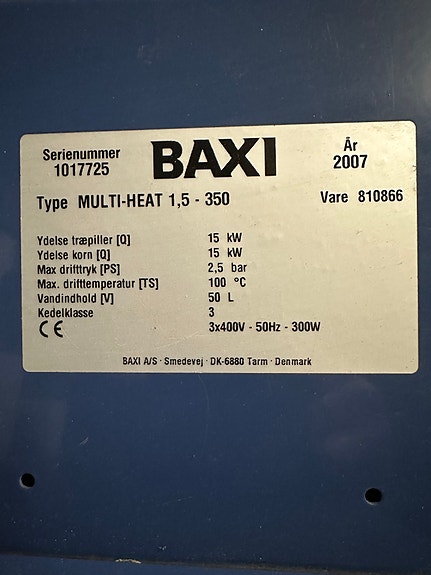 Serienummer
1017725
BAXI
År
2007
Type MULTI-HEAT 1,5 - 350 Vare 810866
Ydelse træpiller [Q] 15 kW
Ydelse korn [Q] 15 kW
Max drifttryk [PS] 2,5 bar
Max. drifttemperatur [TS] 100 °C
Vandindhold [V] 50 L
Kedelklasse 3
CE 3x400V - 50Hz - 300W
BAXI A/S · Smedevej · DK-6880 Tarm · Denmark